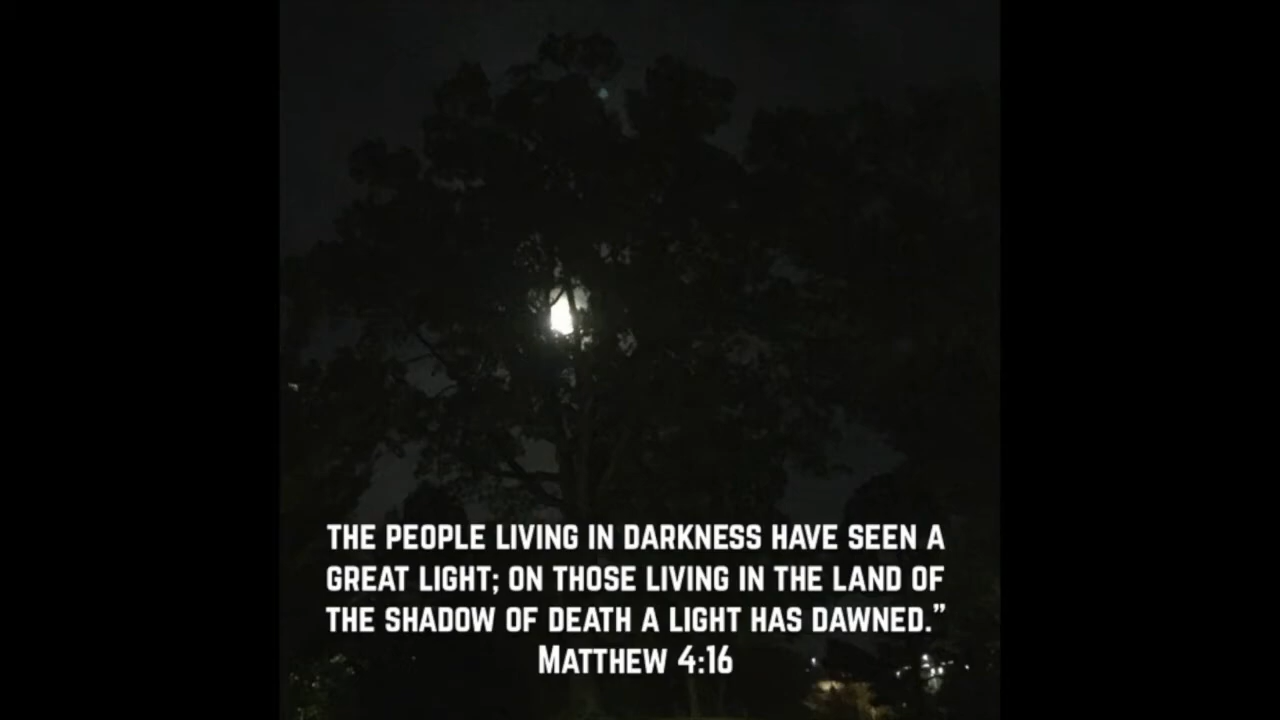 THE PEOPLE LIVING IN DARKNESS HAVE SEEN A
GREAT LIGHT; ON THOSE LIVING IN THE LAND OF
THE SHADOW OF DEATH A LIGHT HAS DAWNED.”
MATTHEW 4:16